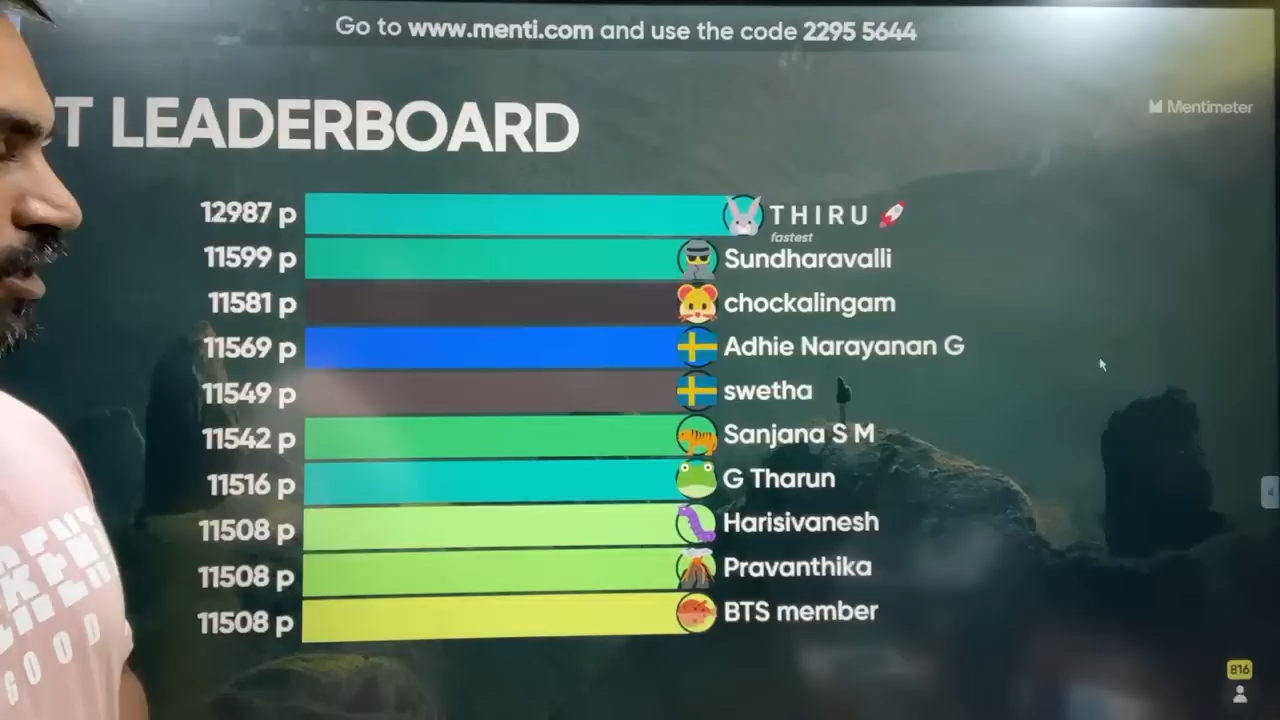 Go to www.menti.com and use the code 2295 5644
T LEADERBOARD
Mentimeter
12987 p THIRU 🚀
fastest
11599 p Sundharavalli
11581 p chockalingam
11569 p Adhie Narayanan G
11549 p swetha
11542 p Sanjana S M
11516 p G Tharun
11508 p Harisivanesh
11508 p Pravanthika
11508 p BTS member
816
GOOD